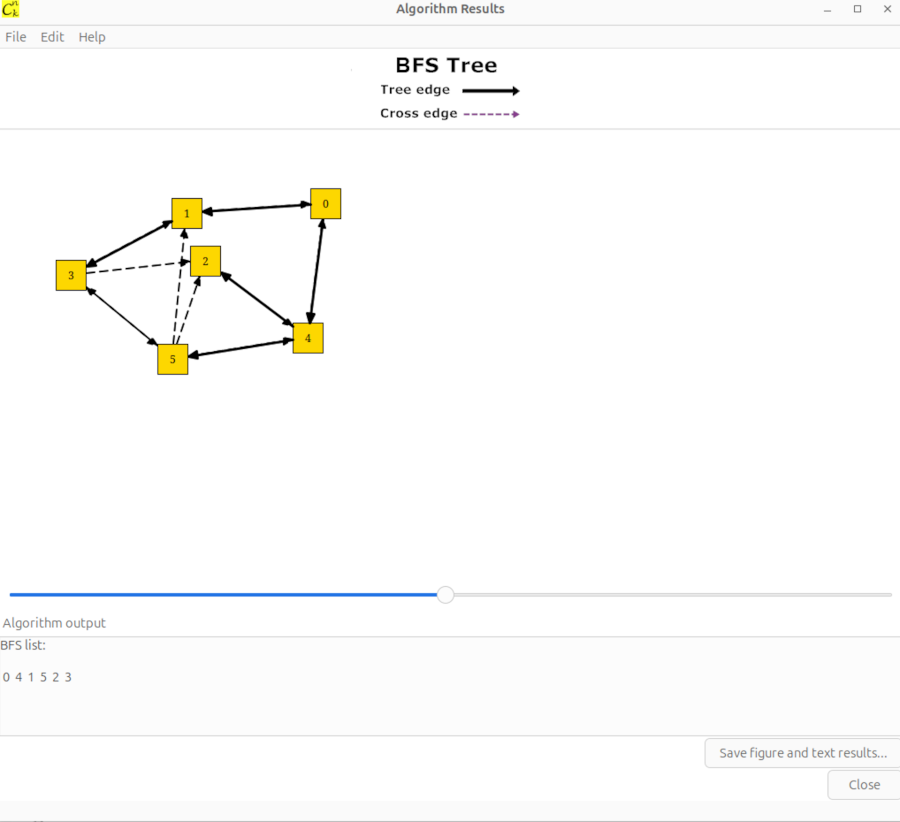 C
n
k
Algorithm Results
File Edit Help
BFS Tree
Tree edge
Cross edge
0
1
2
3
4
5
Algorithm output
BFS list:
0 4 1 5 2 3
Save figure and text results...
Close